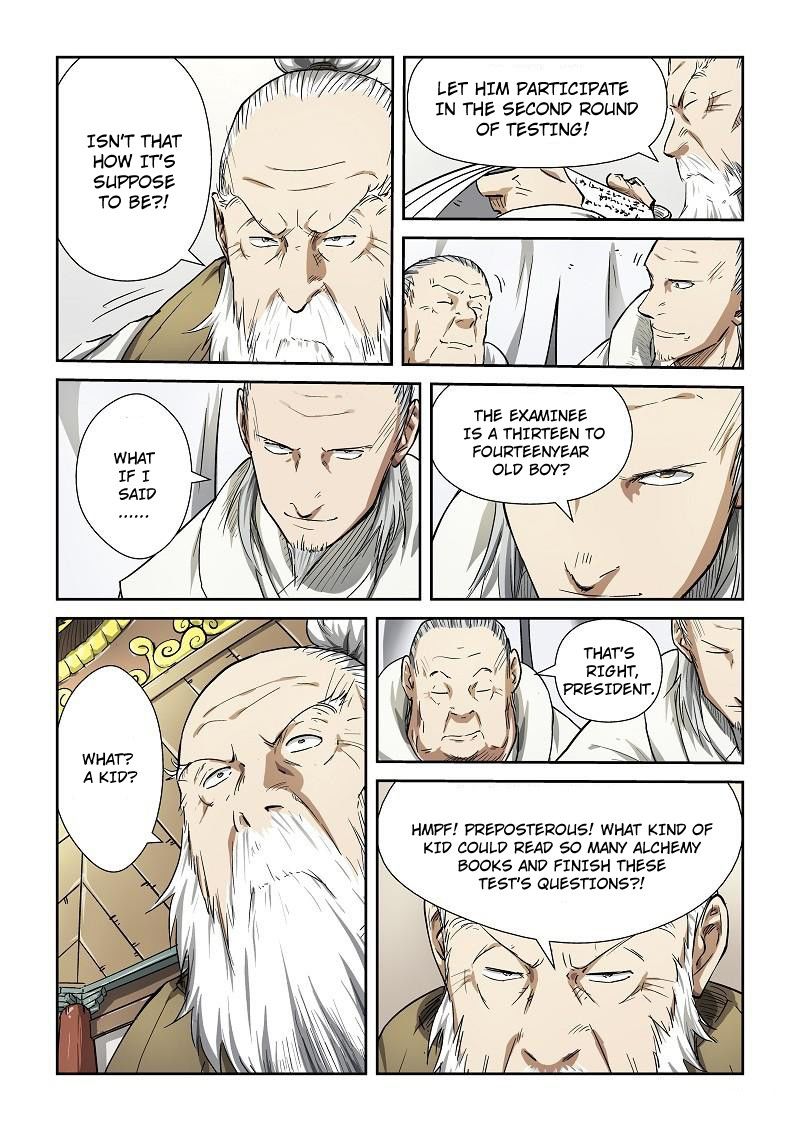 ISN'T THAT
HOW IT'S
SUPPOSE
TO BE?!
LET HIM PARTICIPATE
IN THE SECOND ROUND
OF TESTING!
WHAT
IF I
SAID
......
THE EXAMINEE
IS A THIRTEEN TO
FOURTEENYEAR
OLD BOY?
WHAT?
A KID?
THAT'S
RIGHT,
PRESIDENT.
HMPF! PREPOSTEROUS! WHAT KIND OF
KID COULD READ SO MANY ALCHEMY
BOOKS AND FINISH THESE
TEST'S QUESTIONS?!